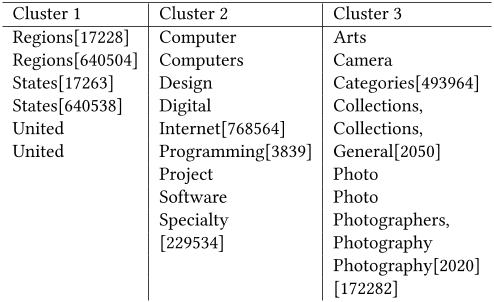 Cluster 1 Cluster 2 Cluster 3
Regions[17228] Computer Arts
Regions[640504] Computers Camera
States[17263] Design Categories[493964]
States[640538] Digital Collections,
United Internet[768564] Collections,
United Programming[3839] General[2050]
Project Photo
Software Photo
Specialty Photographers,
[229534] Photography
Photography[2020]
[172282]